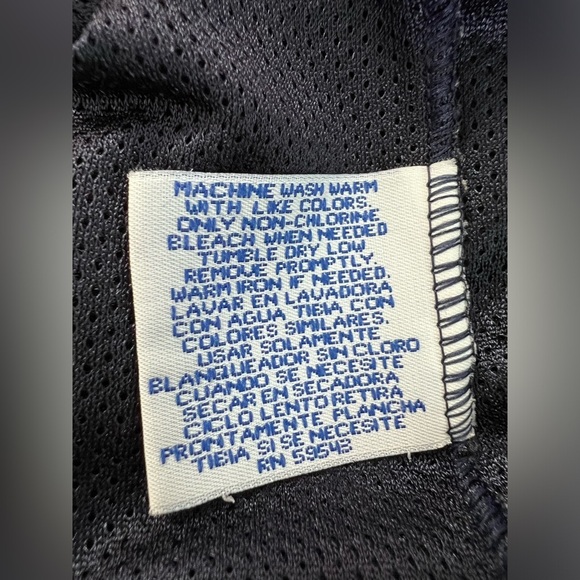 MACHINE WASH WARM
WITH LIKE COLORS.
ONLY NON-CHLORINE
BLEACH WHEN NEEDED
TUMBLE DRY LOW
REMOVE PROMPTLY.
WARM IRON IF NEEDED.
LAVAR EN LAVADORA
CON AGUA TIBIA CON
COLORES SIMILARES.
USAR SOLAMENTE
BLANQUEADOR SIN CLORO
CUANDO SE NECESITE
SECAR EN SECADORA
CICLO LENTO RETIRA
PRONTAMENTE PLANCHA
TIBIA SI SE NECESITE
RN 59543